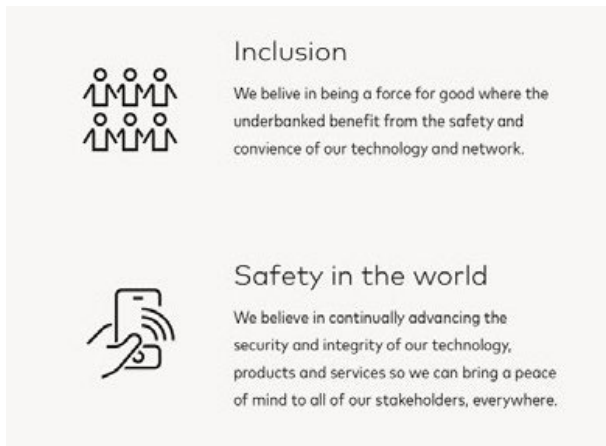 Inclusion
We belive in being a force for good where the
underbanked benefit from the safety and
convience of our technology and network.
Safety in the world
We believe in continually advancing the
security and integrity of our technology,
products and services so we can bring a peace
of mind to all of our stakeholders, everywhere.